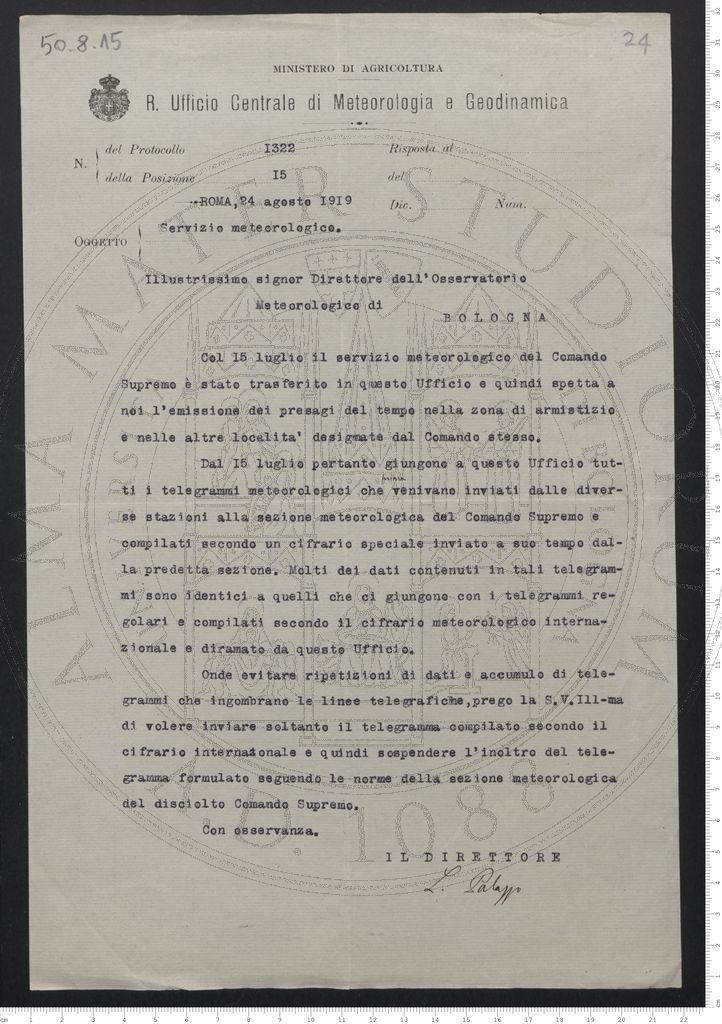 50.8.15
24
MINISTERO DI AGRICOLTURA
R. Ufficio Centrale di Meteorologia e Geodinamica
N.
del Protocollo 1322
Risposta al
della Posizione 15
del
ROMA, 24 agosto 1919
Div. Num.
OGGETTO
Servizio meteorologico.
Illustrissimo signor Direttore dell'Osservatorio
Meteorologico di
BOLOGNA
Col 15 luglio il servizio meteorologico del Comando
Supremo è stato trasferito in questo Ufficio e quindi spetta a
noi l'emissione dei presagi del tempo nella zona di armistizio
e nelle altre localita' designate dal Comando stesso.
Dal 15 luglio pertanto giungono a questo Ufficio tut-
prima
ti i telegrammi meteorologici che venivano inviati dalle diver-
se stazioni alla sezione meteorologica del Comando Supremo e
compilati secondo un cifrario speciale inviato a suo tempo dal-
la predetta sezione. Molti dei dati contenuti in tali telegram-
mi sono identici a quelli che ci giungono con i telegrammi re-
golari e compilati secondo il cifrario meteorologico interna-
zionale e diramato da questo Ufficio.
Onde evitare ripetizioni di dati e accumulo di tele-
grammi che ingombrano le linee telegrafiche, prego la S.V.Ill-ma
di volere inviare soltanto il telegramma compilato secondo il
cifrario internazionale e quindi sospendere l'inoltro del tele-
gramma formulato seguendo le norme della sezione meteorologica
del disciolto Comando Supremo.
Con osservanza.
IL DIRETTORE
L. Palazzo
ALMA MATER STUDIORUM
A.D. 1088